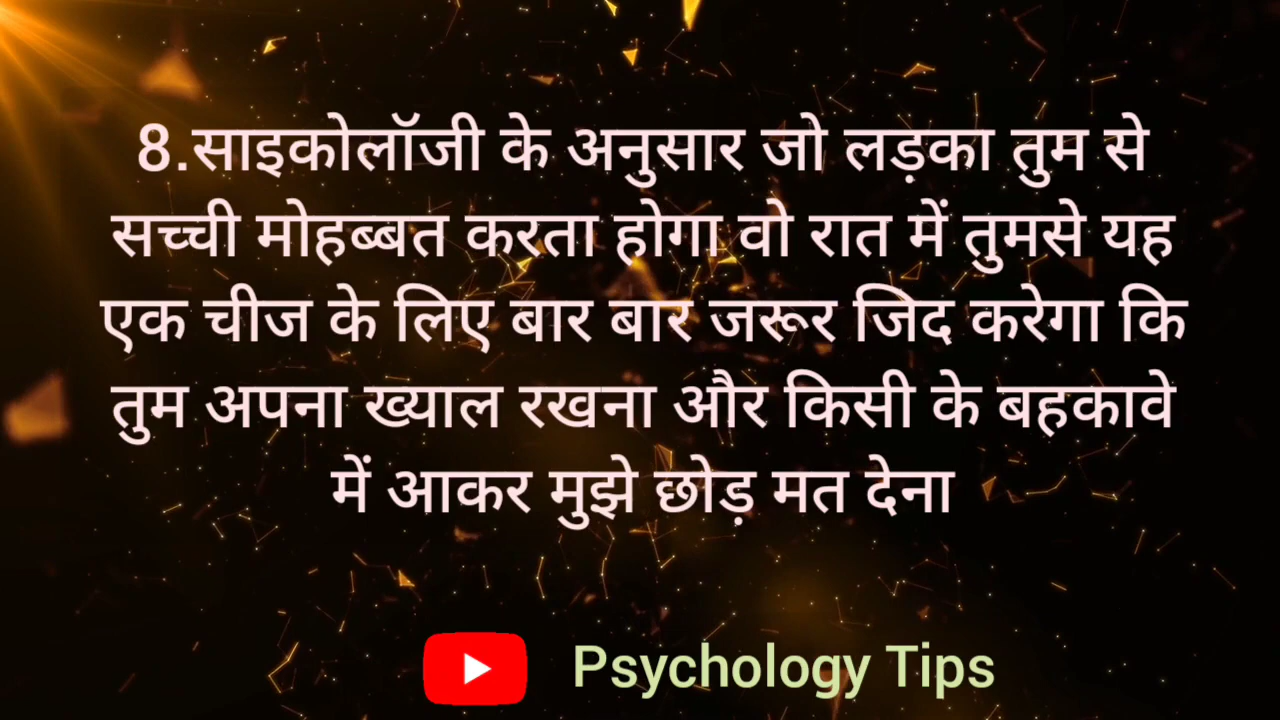 8.साइकोलॉजी के अनुसार जो लड़का तुम से
सच्ची मोहब्बत करता होगा वो रात में तुमसे यह
एक चीज के लिए बार बार जरूर जिद करेगा कि
तुम अपना ख्याल रखना और किसी के बहकावे
में आकर मुझे छोड़ मत देना
Psychology Tips